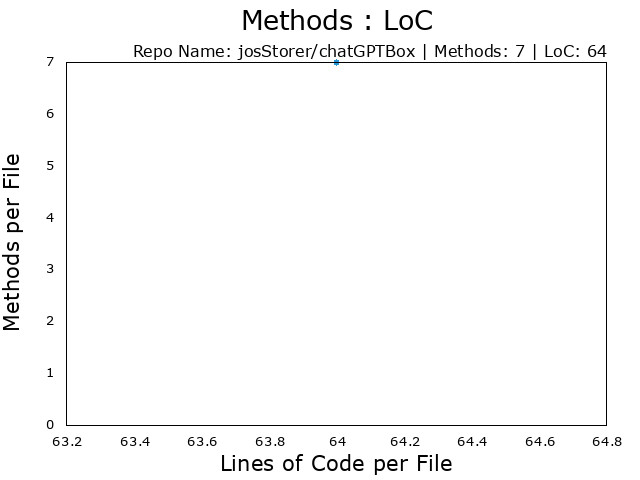 Methods : LoC
Repo Name: josStorer/chatGPTBox | Methods: 7 | LoC: 64
7
6
5
4
3
2
1
0
Methods per File
63.2 63.4 63.6 63.8 64 64.2 64.4 64.6 64.8
Lines of Code per File